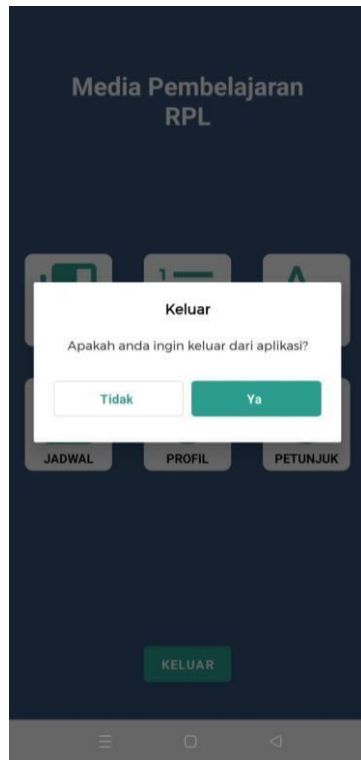 Media Pembelajaran
RPL
Keluar
Apakah anda ingin keluar dari aplikasi?
Tidak
Ya
JADWAL
PROFIL
PETUNJUK
KELUAR